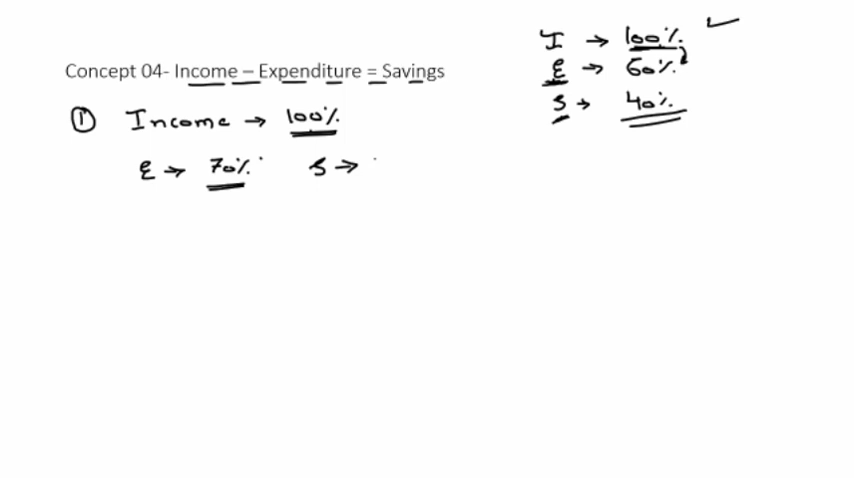 I → 100%
Concept 04- Income – Expenditure = Savings
E → 60%
S → 40%
① Income → 100%
E → 70% S →